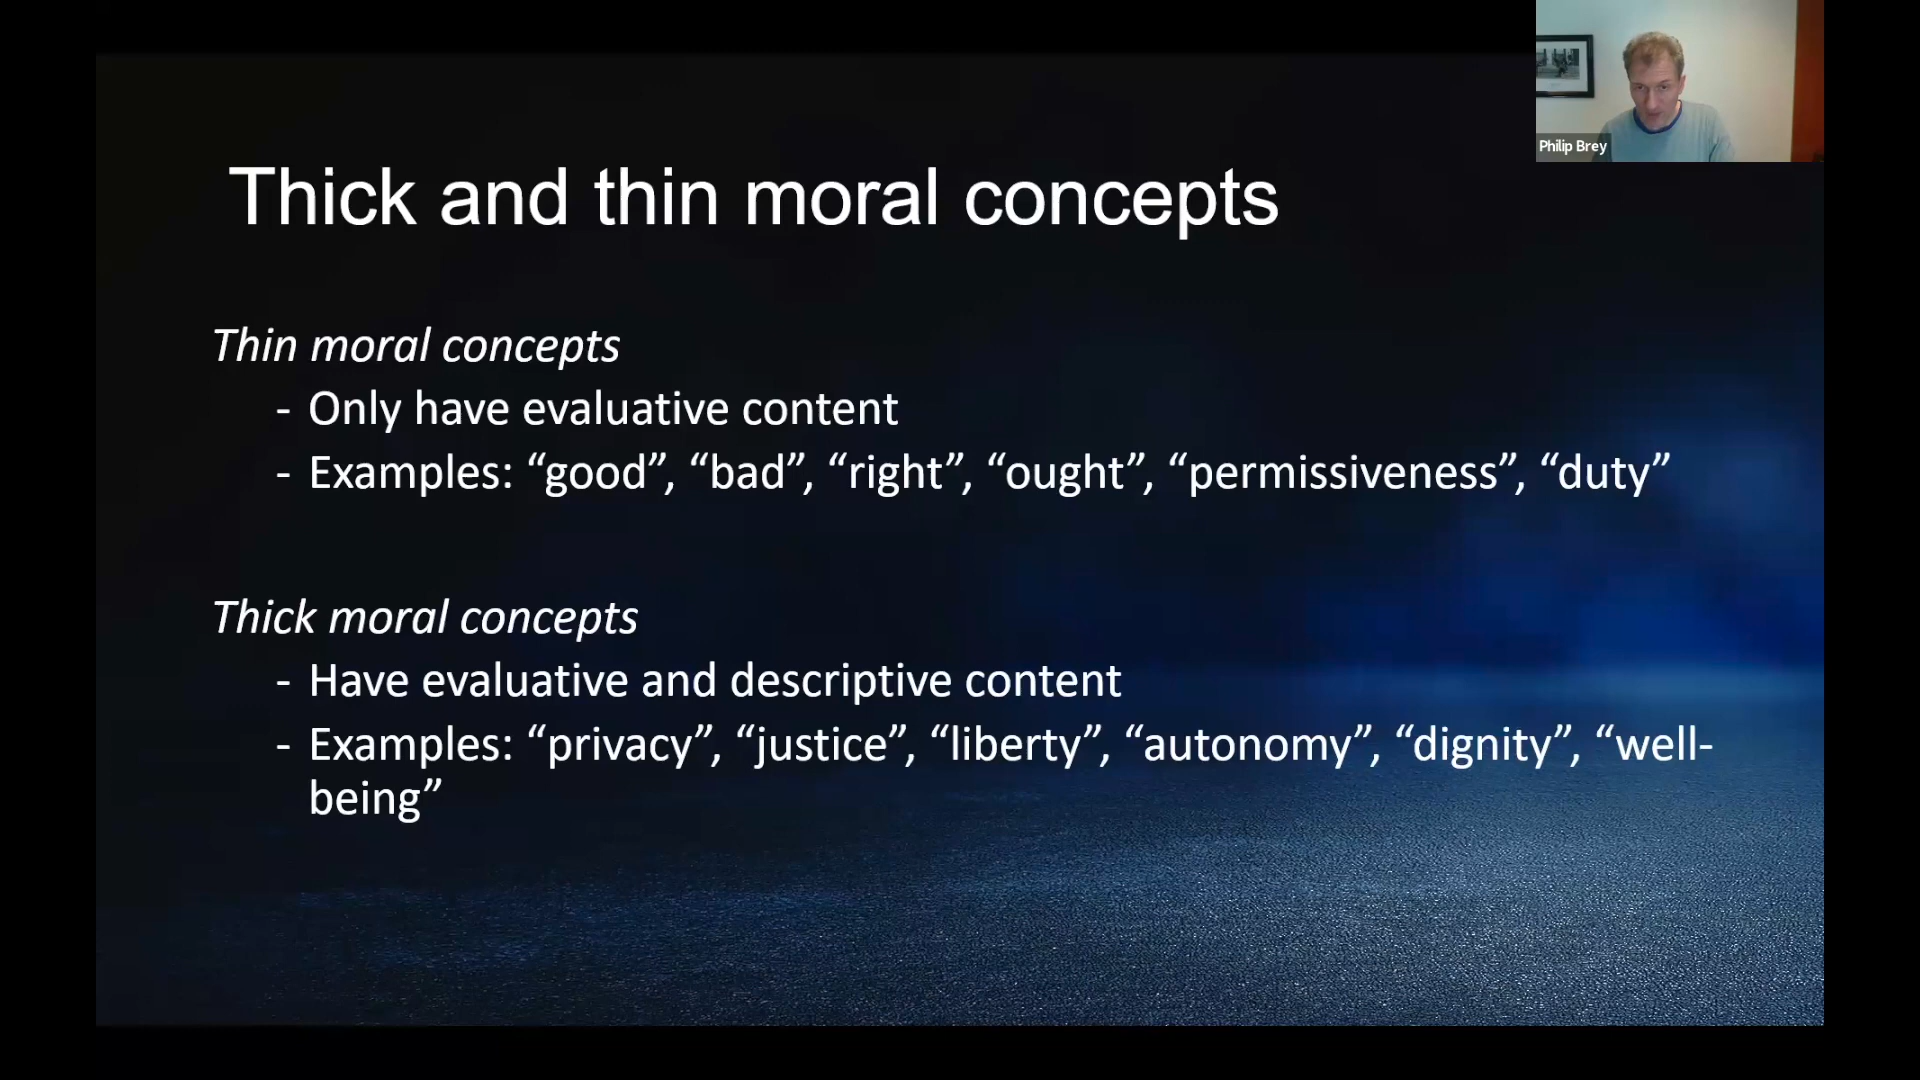 Philip Brey
Thick and thin moral concepts
Thin moral concepts
- Only have evaluative content
- Examples: “good”, “bad”, “right”, “ought”, “permissiveness”, “duty”
Thick moral concepts
- Have evaluative and descriptive content
- Examples: “privacy”, “justice”, “liberty”, “autonomy”, “dignity”, “well-
being”